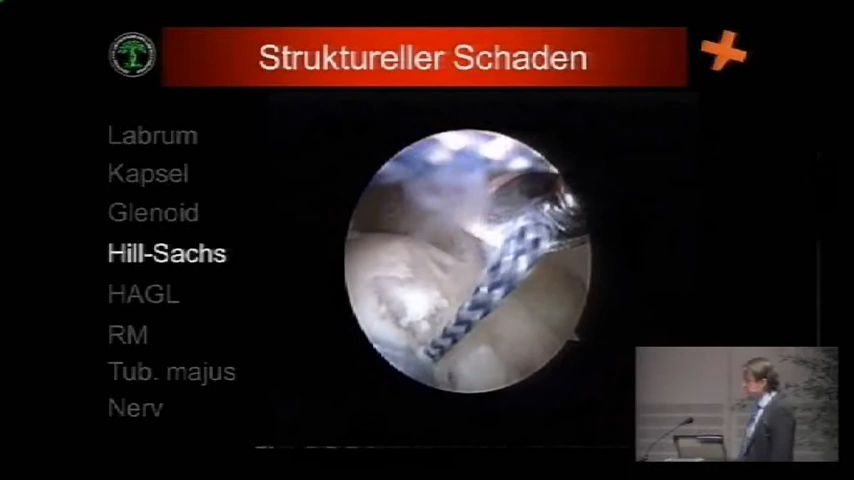 Struktureller Schaden
Labrum
Kapsel
Glenoid
Hill-Sachs
HAGL
RM
Tub. majus
Nerv